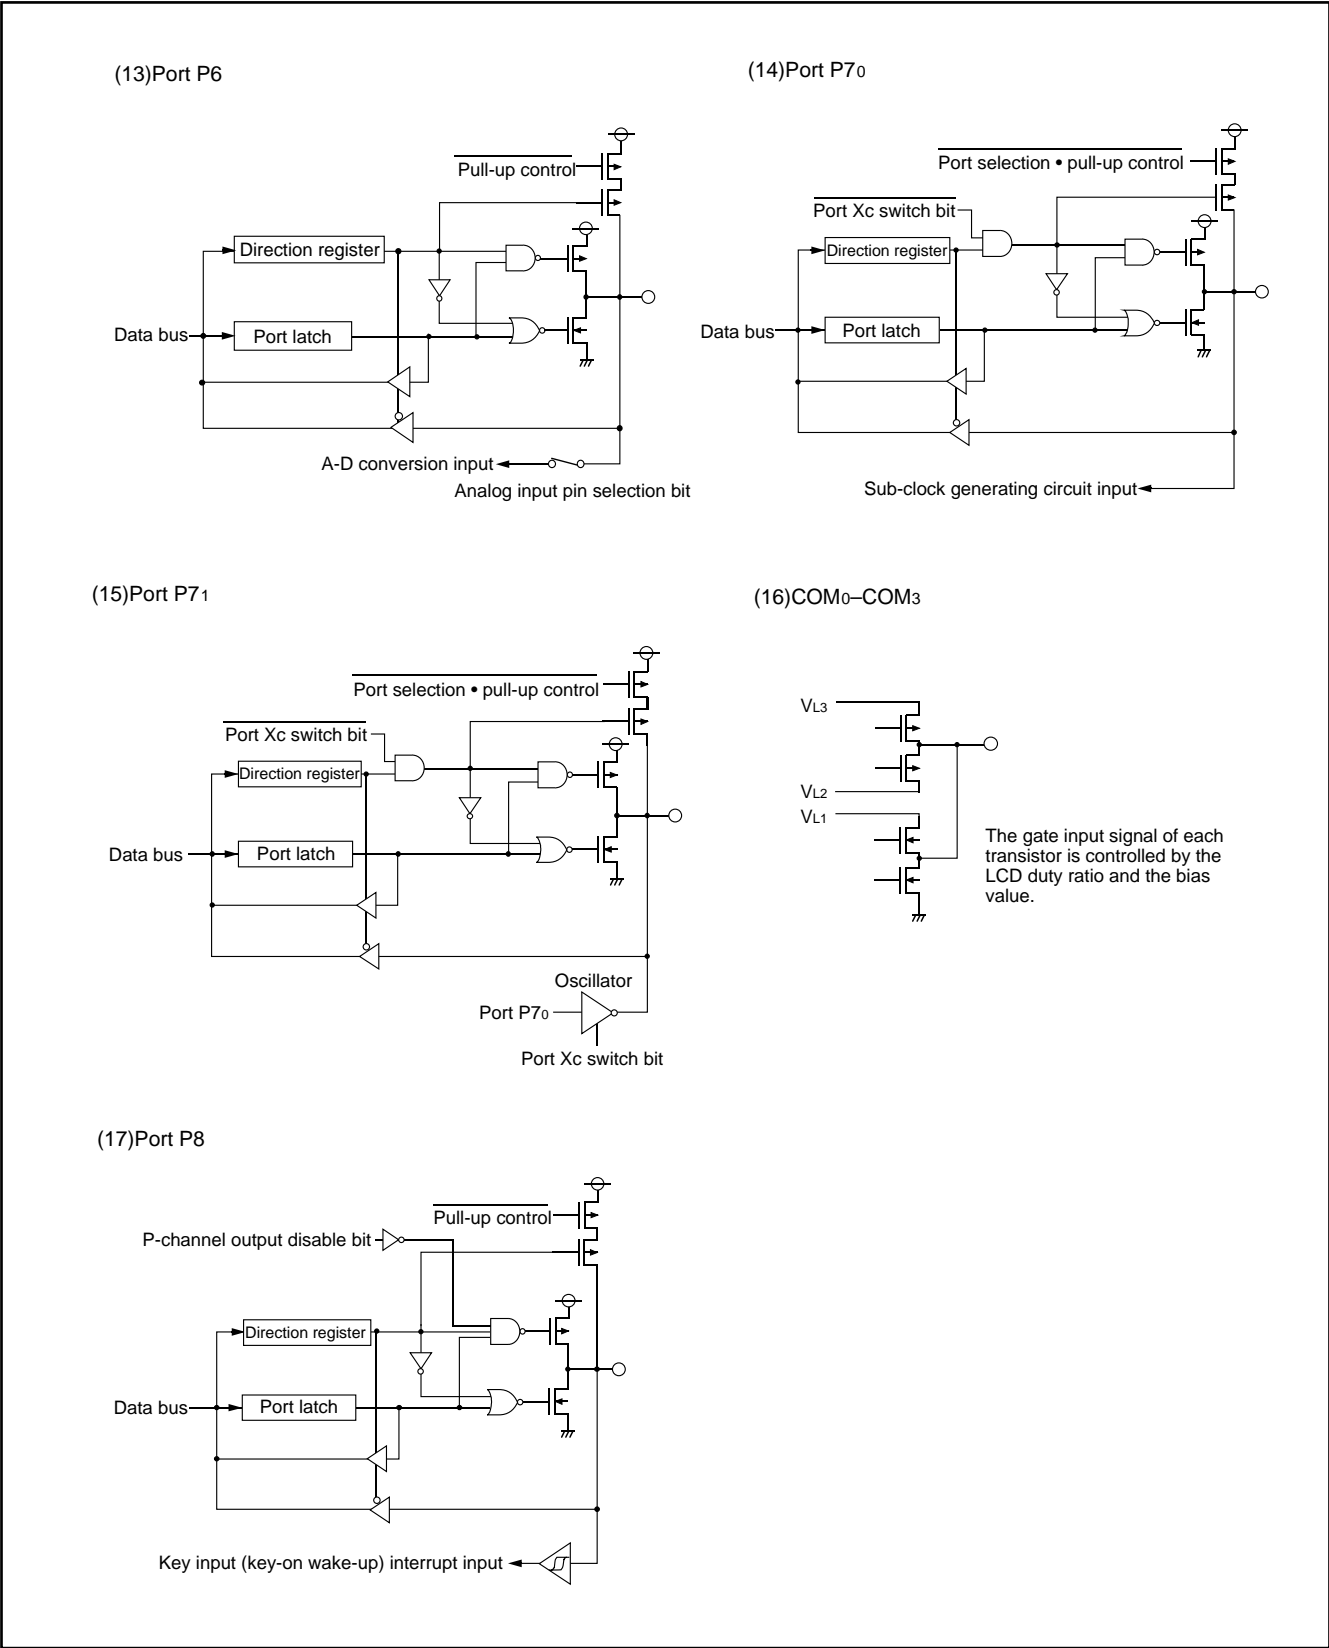 (13)Port P6
Pull-up control
Direction register
Data bus
Port latch
A-D conversion input
Analog input pin selection bit
(14)Port P70
Port selection • pull-up control
Port Xc switch bit
Direction register
Data bus
Port latch
Sub-clock generating circuit input
(15)Port P71
Port selection • pull-up control
Port Xc switch bit
Direction register
Data bus
Port latch
Oscillator
Port P70
Port Xc switch bit
(16)COM0–COM3
VL3
VL2
VL1
The gate input signal of each
transistor is controlled by the
LCD duty ratio and the bias
value.
(17)Port P8
Pull-up control
P-channel output disable bit
Direction register
Data bus
Port latch
Key input (key-on wake-up) interrupt input